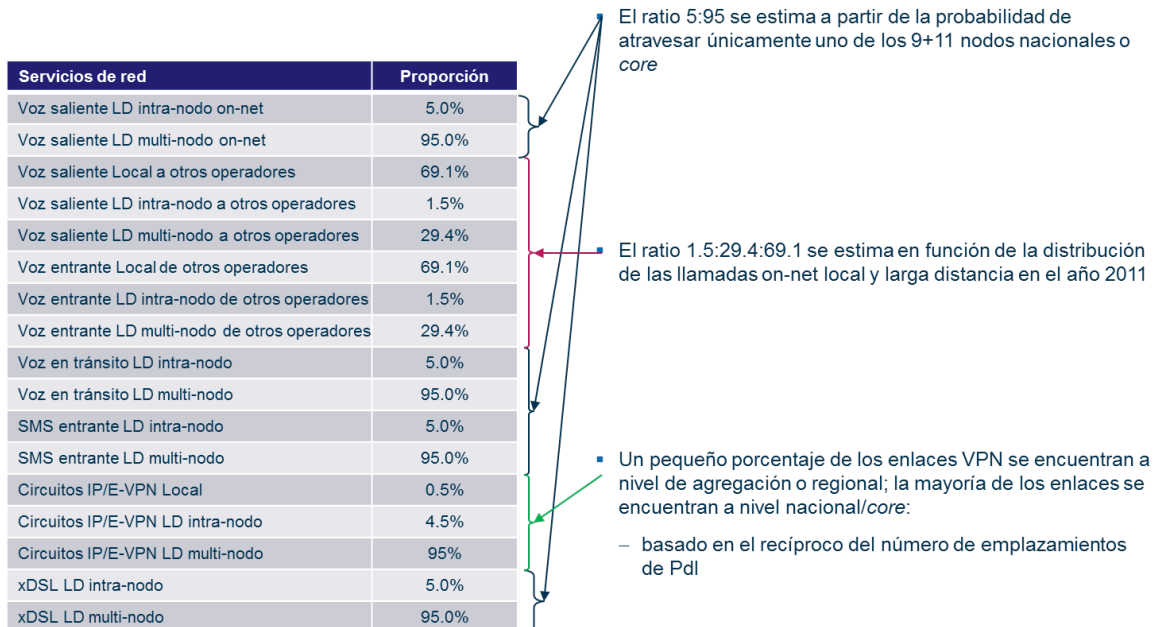 El ratio 5:95 se estima a partir de la probabilidad de
atravesar únicamente uno de los 9+11 nodos nacionales o
core
Servicios de red Proporción
Voz saliente LD intra-nodo on-net 5.0%
Voz saliente LD multi-nodo on-net 95.0%
Voz saliente Local a otros operadores 69.1%
Voz saliente LD intra-nodo a otros operadores 1.5%
Voz saliente LD multi-nodo a otros operadores 29.4%
Voz entrante Local de otros operadores 69.1%
Voz entrante LD intra-nodo de otros operadores 1.5%
Voz entrante LD multi-nodo de otros operadores 29.4%
Voz en tránsito LD intra-nodo 5.0%
Voz en tránsito LD multi-nodo 95.0%
SMS entrante LD intra-nodo 5.0%
SMS entrante LD multi-nodo 95.0%
Circuitos IP/E-VPN Local 0.5%
Circuitos IP/E-VPN LD intra-nodo 4.5%
Circuitos IP/E-VPN LD multi-nodo 95%
xDSL LD intra-nodo 5.0%
xDSL LD multi-nodo 95.0%
El ratio 1.5:29.4:69.1 se estima en función de la distribución
de las llamadas on-net local y larga distancia en el año 2011
Un pequeño porcentaje de los enlaces VPN se encuentran a
nivel de agregación o regional; la mayoría de los enlaces se
encuentran a nivel nacional/core:
– basado en el recíproco del número de emplazamientos
de PdI